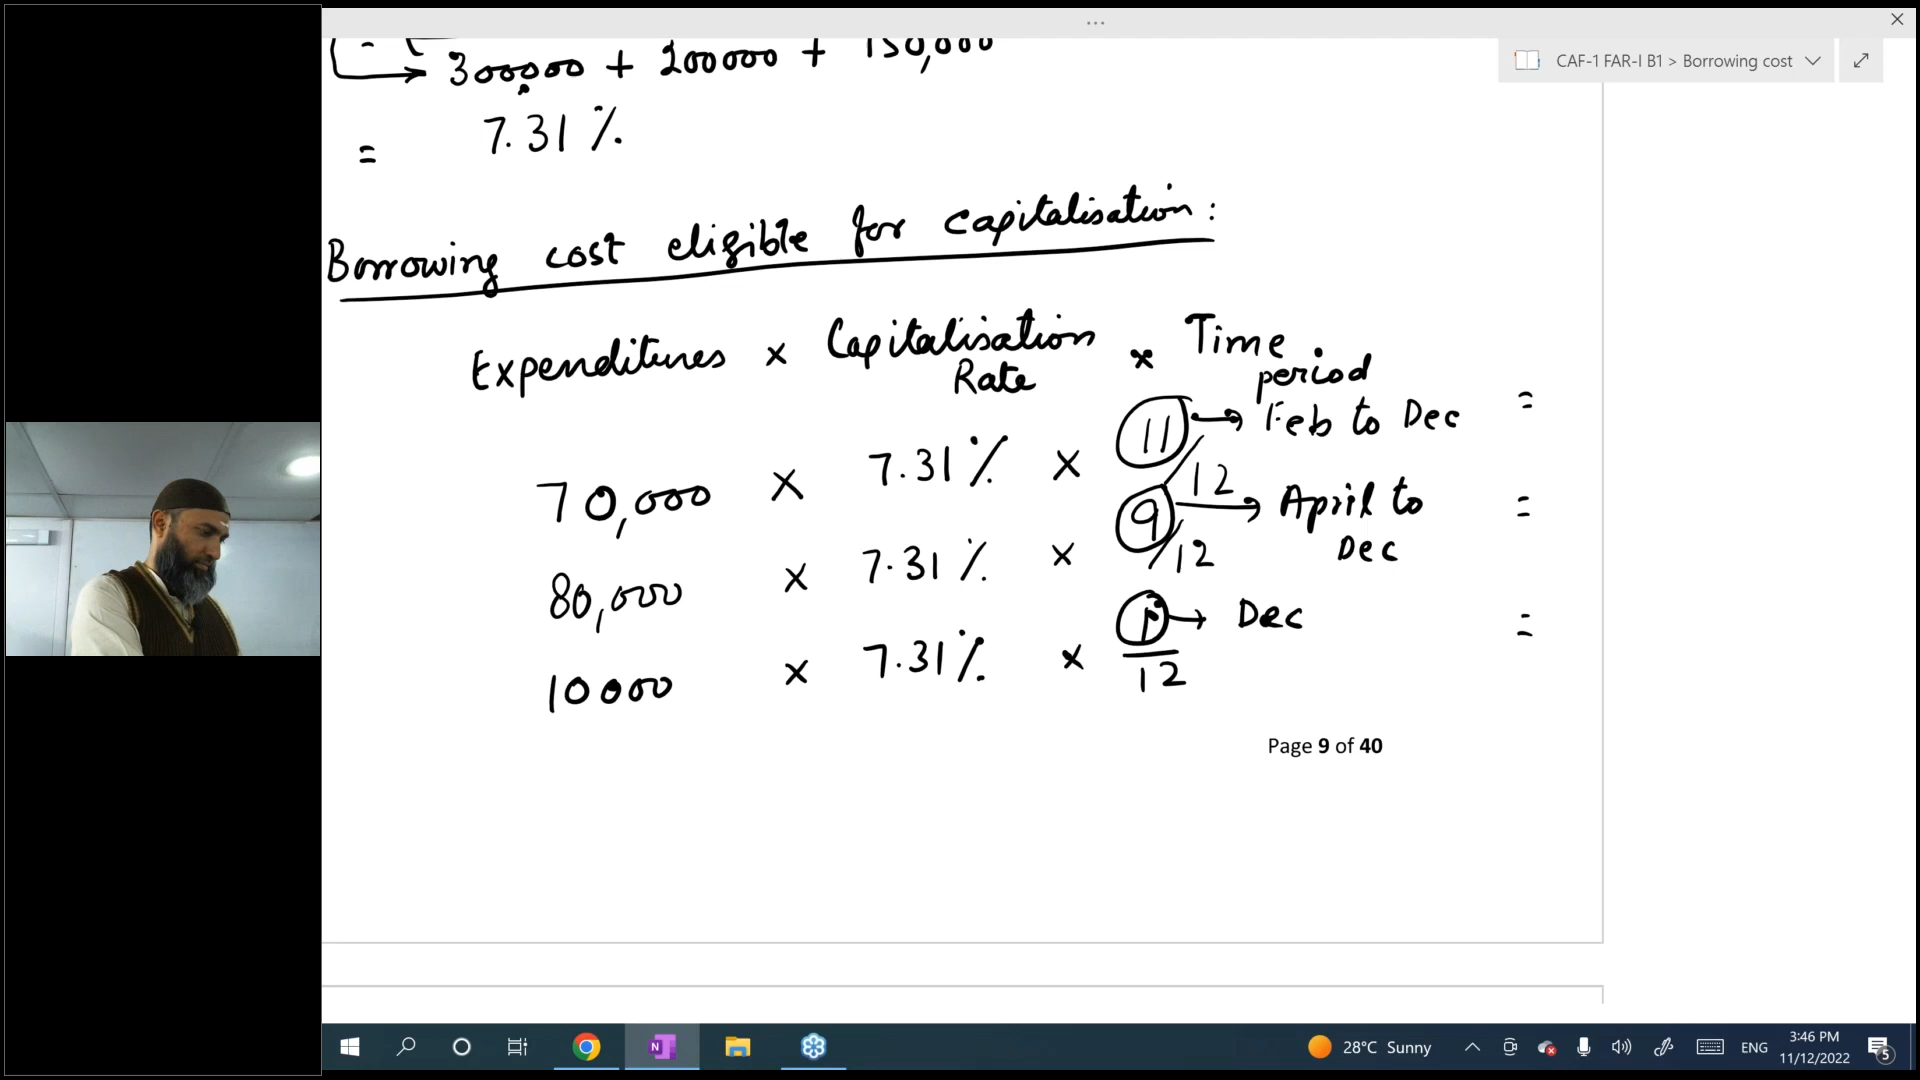 CAF-1 FAR-I B1 > Borrowing cost
300000 + 200000 + 150,000
= 7.31 %
Borrowing cost eligible for capitalisation:
Expenditures x Capitalisation Rate x Time period
70,000 x 7.31% x 11/12 → Feb to Dec =
80,000 x 7.31% x 9/12 → April to Dec =
10000 x 7.31% x 1/12 → Dec =
Page 9 of 40
28°C Sunny
ENG
3:46 PM
11/12/2022
5